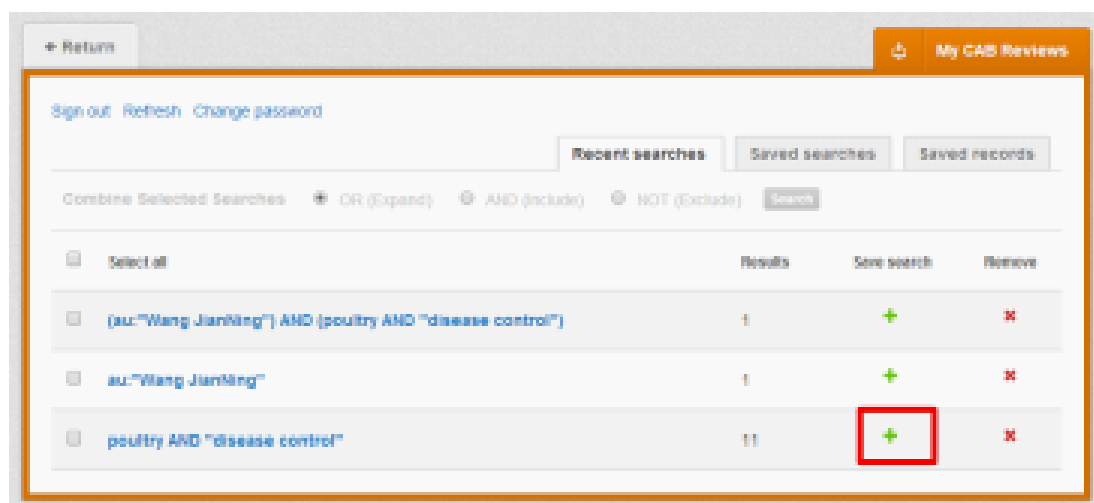 ← Return
My CAB Reviews
Sign out Refresh Change password
Recent searches Saved searches Saved records
Combine Selected Searches OR (Expand) AND (Include) NOT (Exclude) Search
Select all Results Save search Remove
(au:"Wang JianNing") AND (poultry AND "disease control") 1
au:"Wang JianNing" 1
poultry AND "disease control" 11